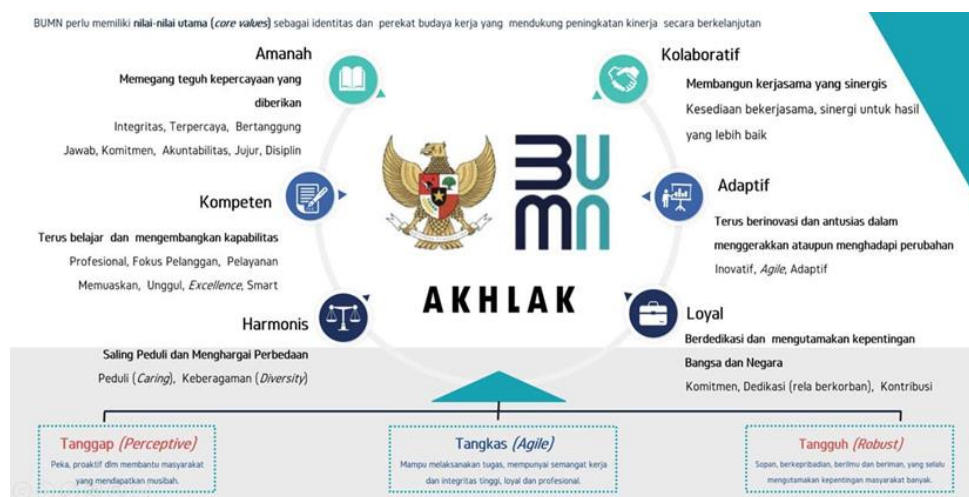 BUMN perlu memiliki nilai-nilai utama (core values) sebagai identitas dan perekat budaya kerja yang mendukung peningkatan kinerja secara berkelanjutan
Amanah
Memegang teguh kepercayaan yang
diberikan
Integritas, Terpercaya, Bertanggung
Jawab, Komitmen, Akuntabilitas, Jujur, Disiplin
Kompeten
Terus belajar dan mengembangkan kapabilitas
Profesional, Fokus Pelanggan, Pelayanan
Memuaskan, Unggul, Excellence, Smart
Harmonis
Saling Peduli dan Menghargai Perbedaan
Peduli (Caring), Keberagaman (Diversity)
BUMN
AKHLAK
Kolaboratif
Membangun kerjasama yang sinergis
Kesediaan bekerjasama, sinergi untuk hasil
yang lebih baik
Adaptif
Terus berinovasi dan antusias dalam
menggerakkan ataupun menghadapi perubahan
Inovatif, Agile, Adaptif
Loyal
Berdedikasi dan mengutamakan kepentingan
Bangsa dan Negara
Komitmen, Dedikasi (rela berkorban), Kontribusi
Tanggap (Perceptive)
Peka, proaktif dlm membantu masyarakat
yang mendapatkan musibah.
Tangkas (Agile)
Mampu melaksanakan tugas, mempunyai semangat kerja
dan integritas tinggi, loyal dan profesional.
Tangguh (Robust)
Sopan, berkepribadian, berilmu dan beriman, yang selalu
mengutamakan kepentingan masyarakat banyak.